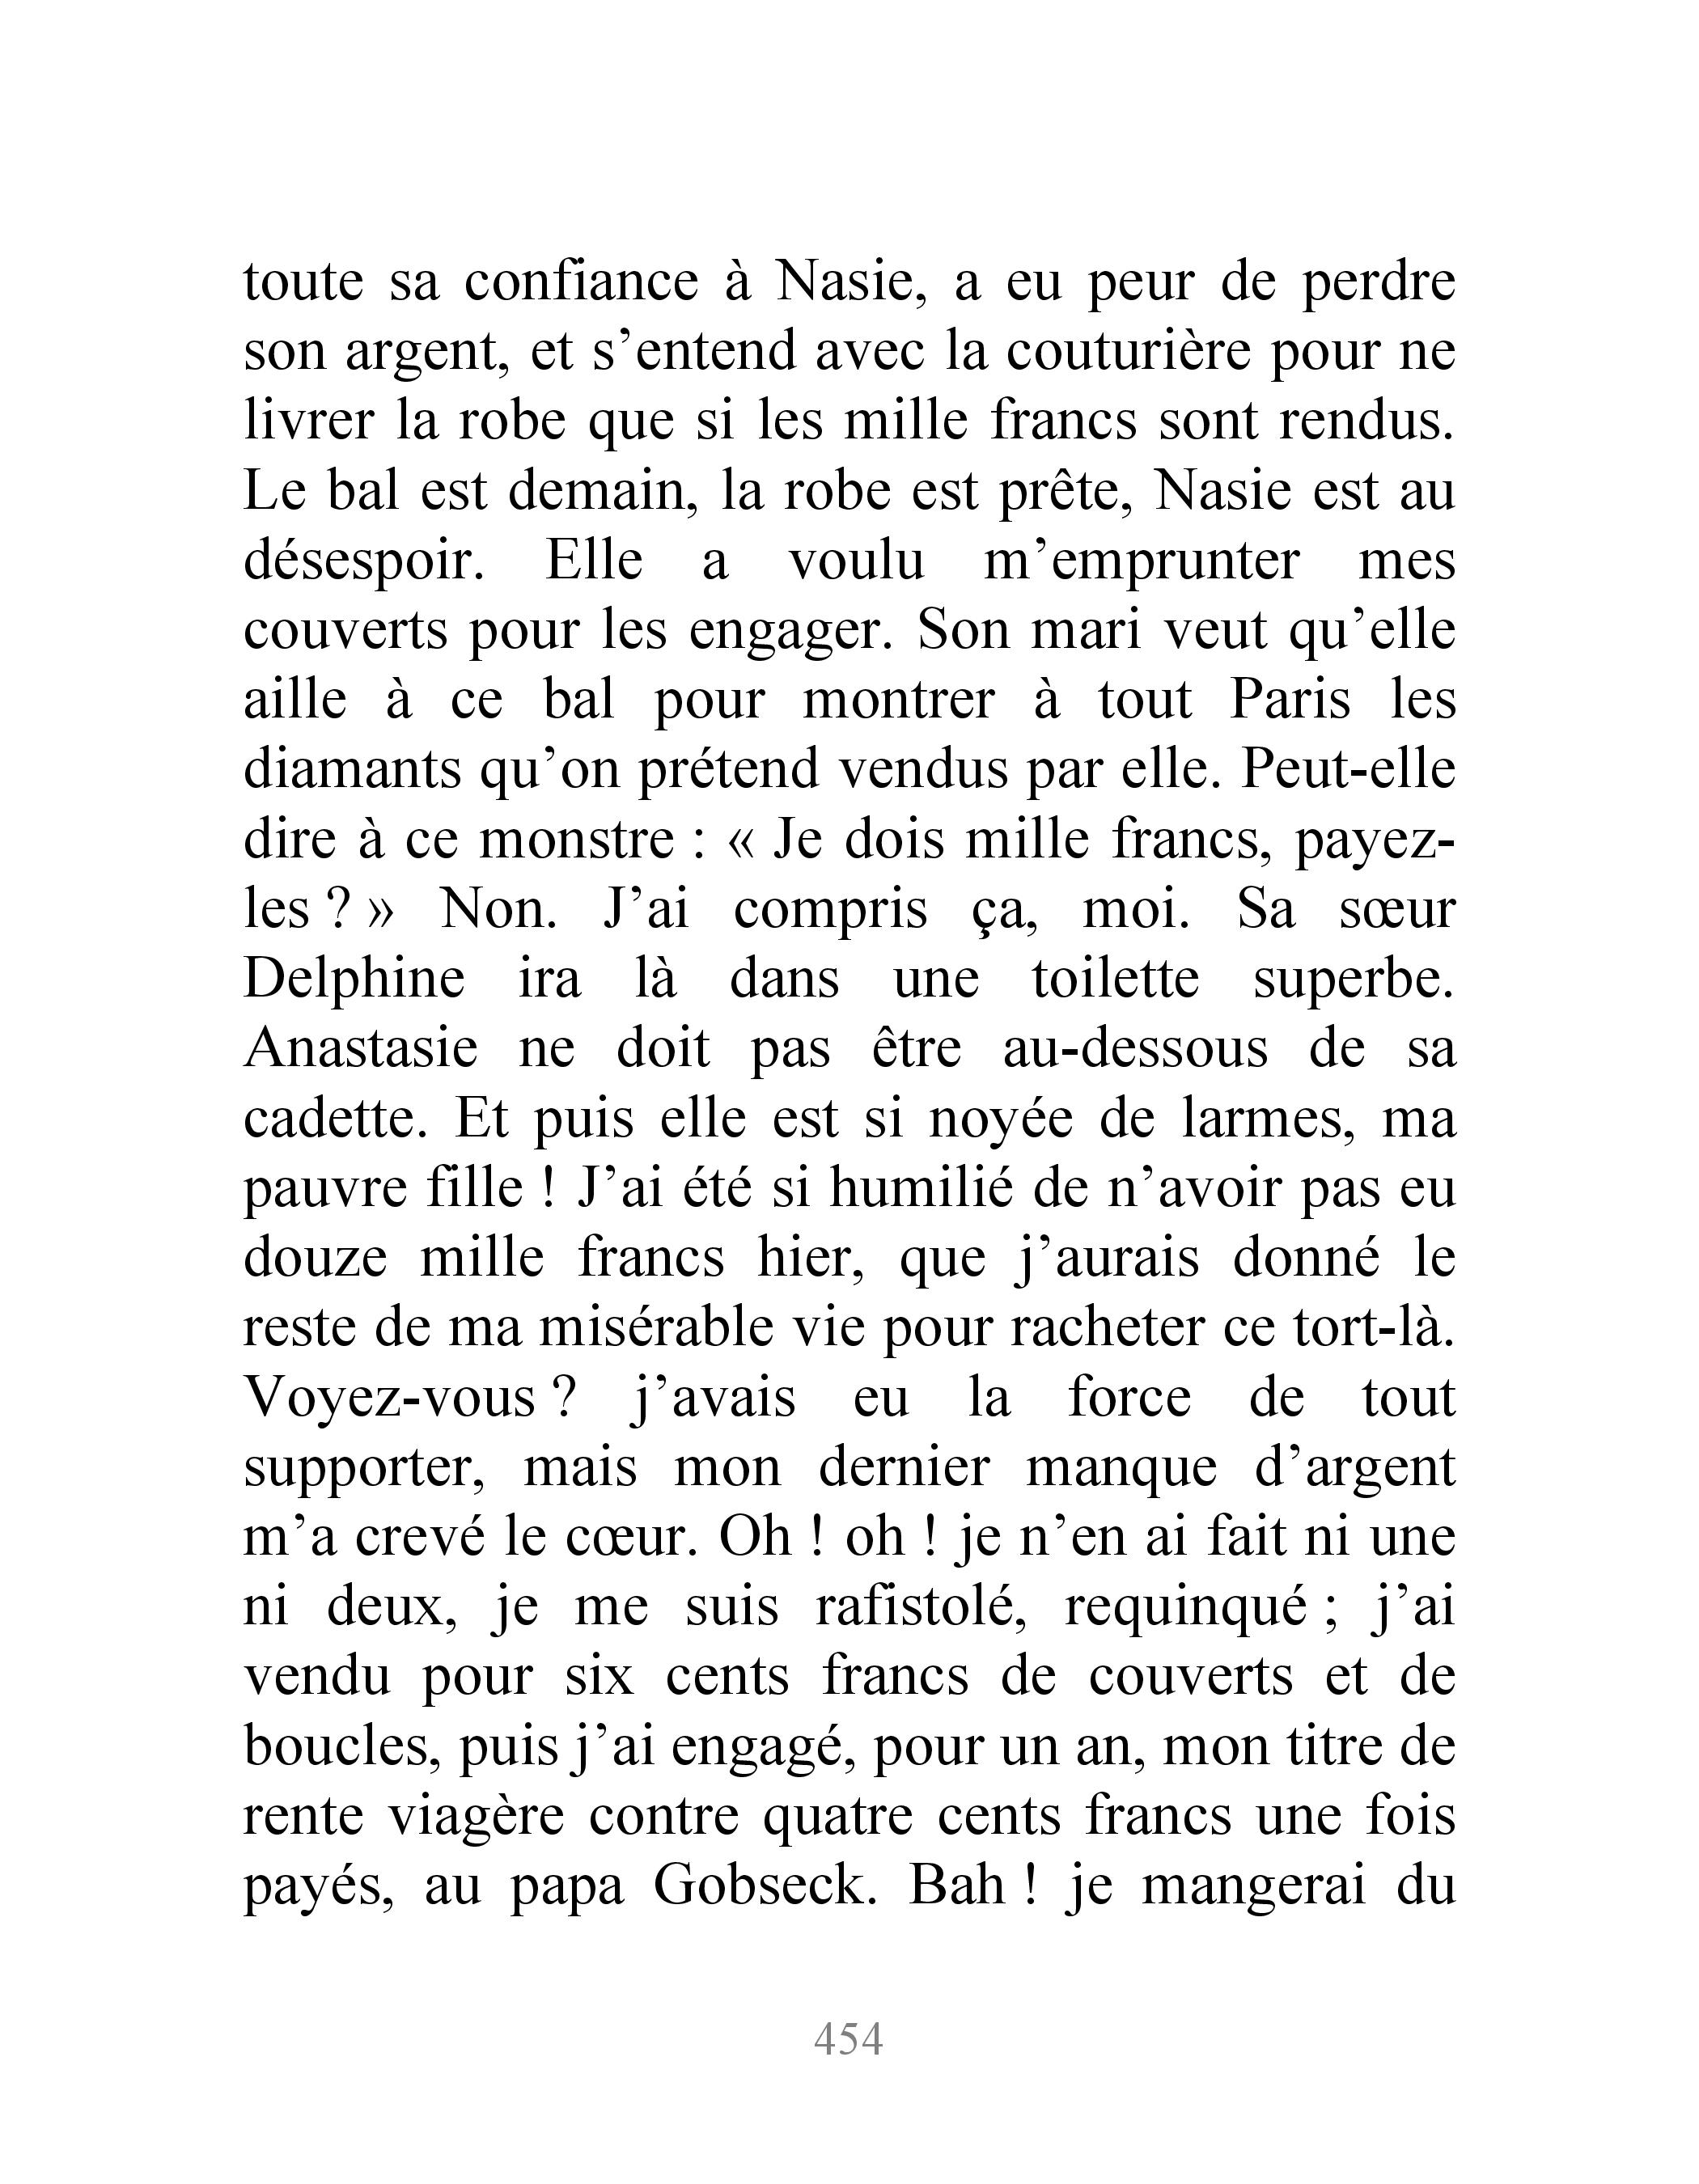 toute sa confiance à Nasie, a eu peur de perdre
son argent, et s’entend avec la couturière pour ne
livrer la robe que si les mille francs sont rendus.
Le bal est demain, la robe est prête, Nasie est au
désespoir. Elle a voulu m’emprunter mes
couverts pour les engager. Son mari veut qu’elle
aille à ce bal pour montrer à tout Paris les
diamants qu’on prétend vendus par elle. Peut-elle
dire à ce monstre : « Je dois mille francs, payez-
les ? » Non. J’ai compris ça, moi. Sa sœur
Delphine ira là dans une toilette superbe.
Anastasie ne doit pas être au-dessous de sa
cadette. Et puis elle est si noyée de larmes, ma
pauvre fille ! J’ai été si humilié de n’avoir pas eu
douze mille francs hier, que j’aurais donné le
reste de ma misérable vie pour racheter ce tort-là.
Voyez-vous ? j’avais eu la force de tout
supporter, mais mon dernier manque d’argent
m’a crevé le cœur. Oh ! oh ! je n’en ai fait ni une
ni deux, je me suis rafistolé, requinqué ; j’ai
vendu pour six cents francs de couverts et de
boucles, puis j’ai engagé, pour un an, mon titre de
rente viagère contre quatre cents francs une fois
payés, au papa Gobseck. Bah ! je mangerai du
454